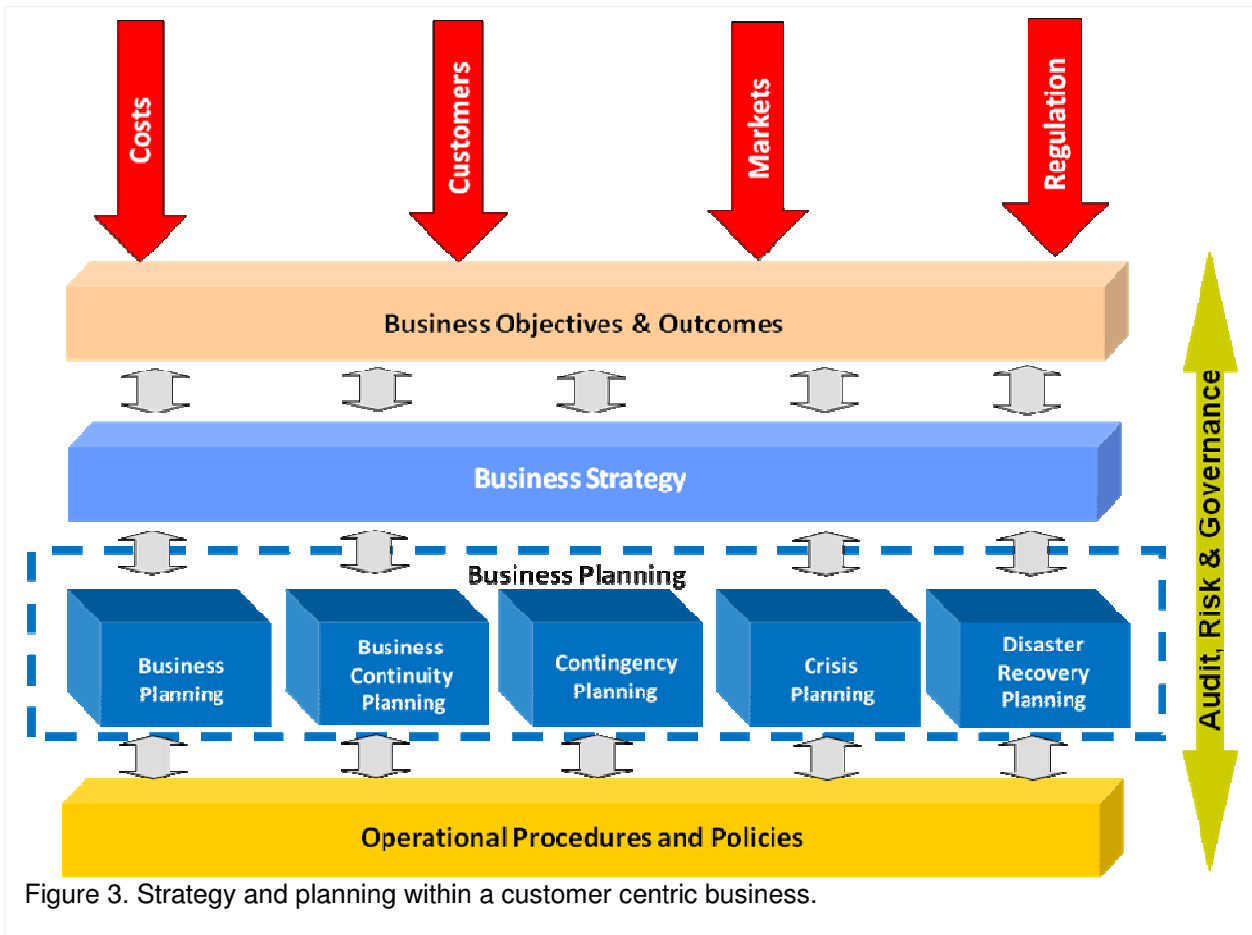 Costs
Customers
Markets
Regulation
Business Objectives & Outcomes
Business Strategy
Business Planning
Business
Planning
Business
Continuity
Planning
Contingency
Planning
Crisis
Planning
Disaster
Recovery
Planning
Operational Procedures and Policies
Audit, Risk & Governance
Figure 3. Strategy and planning within a customer centric business.